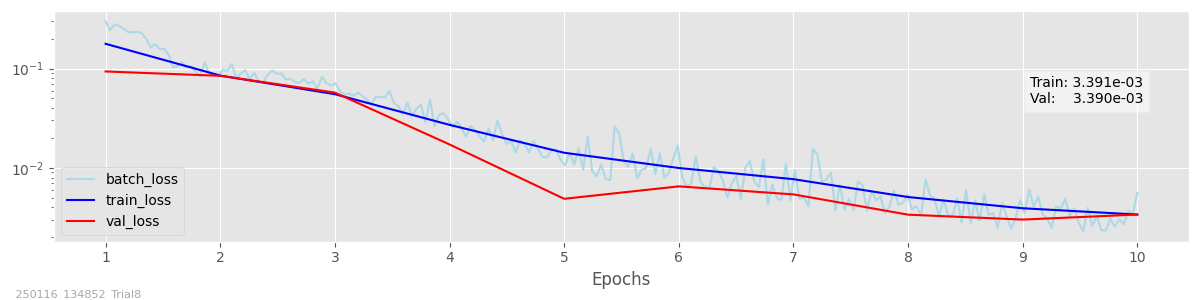 10⁻¹
10⁻²
Train: 3.391e-03
Val: 3.390e-03
batch_loss
train_loss
val_loss
1 2 3 4 5 6 7 8 9 10
Epochs
250116_134852_Trial8